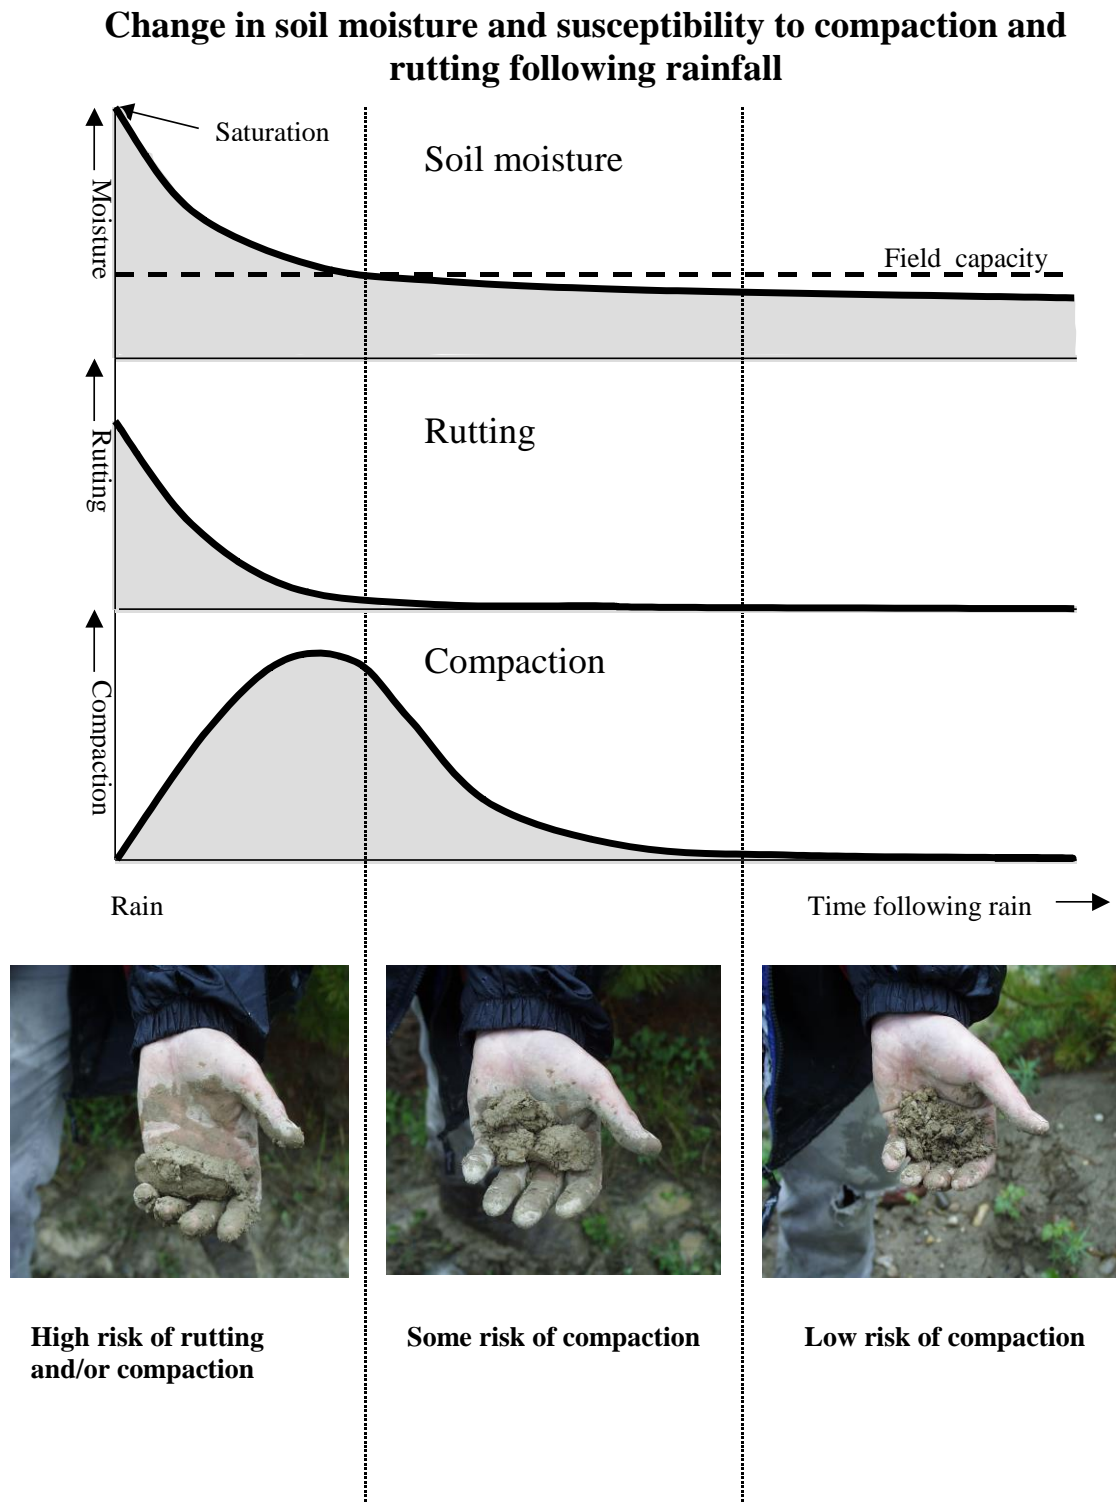 Change in soil moisture and susceptibility to compaction and
rutting following rainfall
Saturation
Soil moisture
Moisture
Field capacity
Rutting
Rutting
Compaction
Compaction
Rain
Time following rain
High risk of rutting
and/or compaction
Some risk of compaction
Low risk of compaction